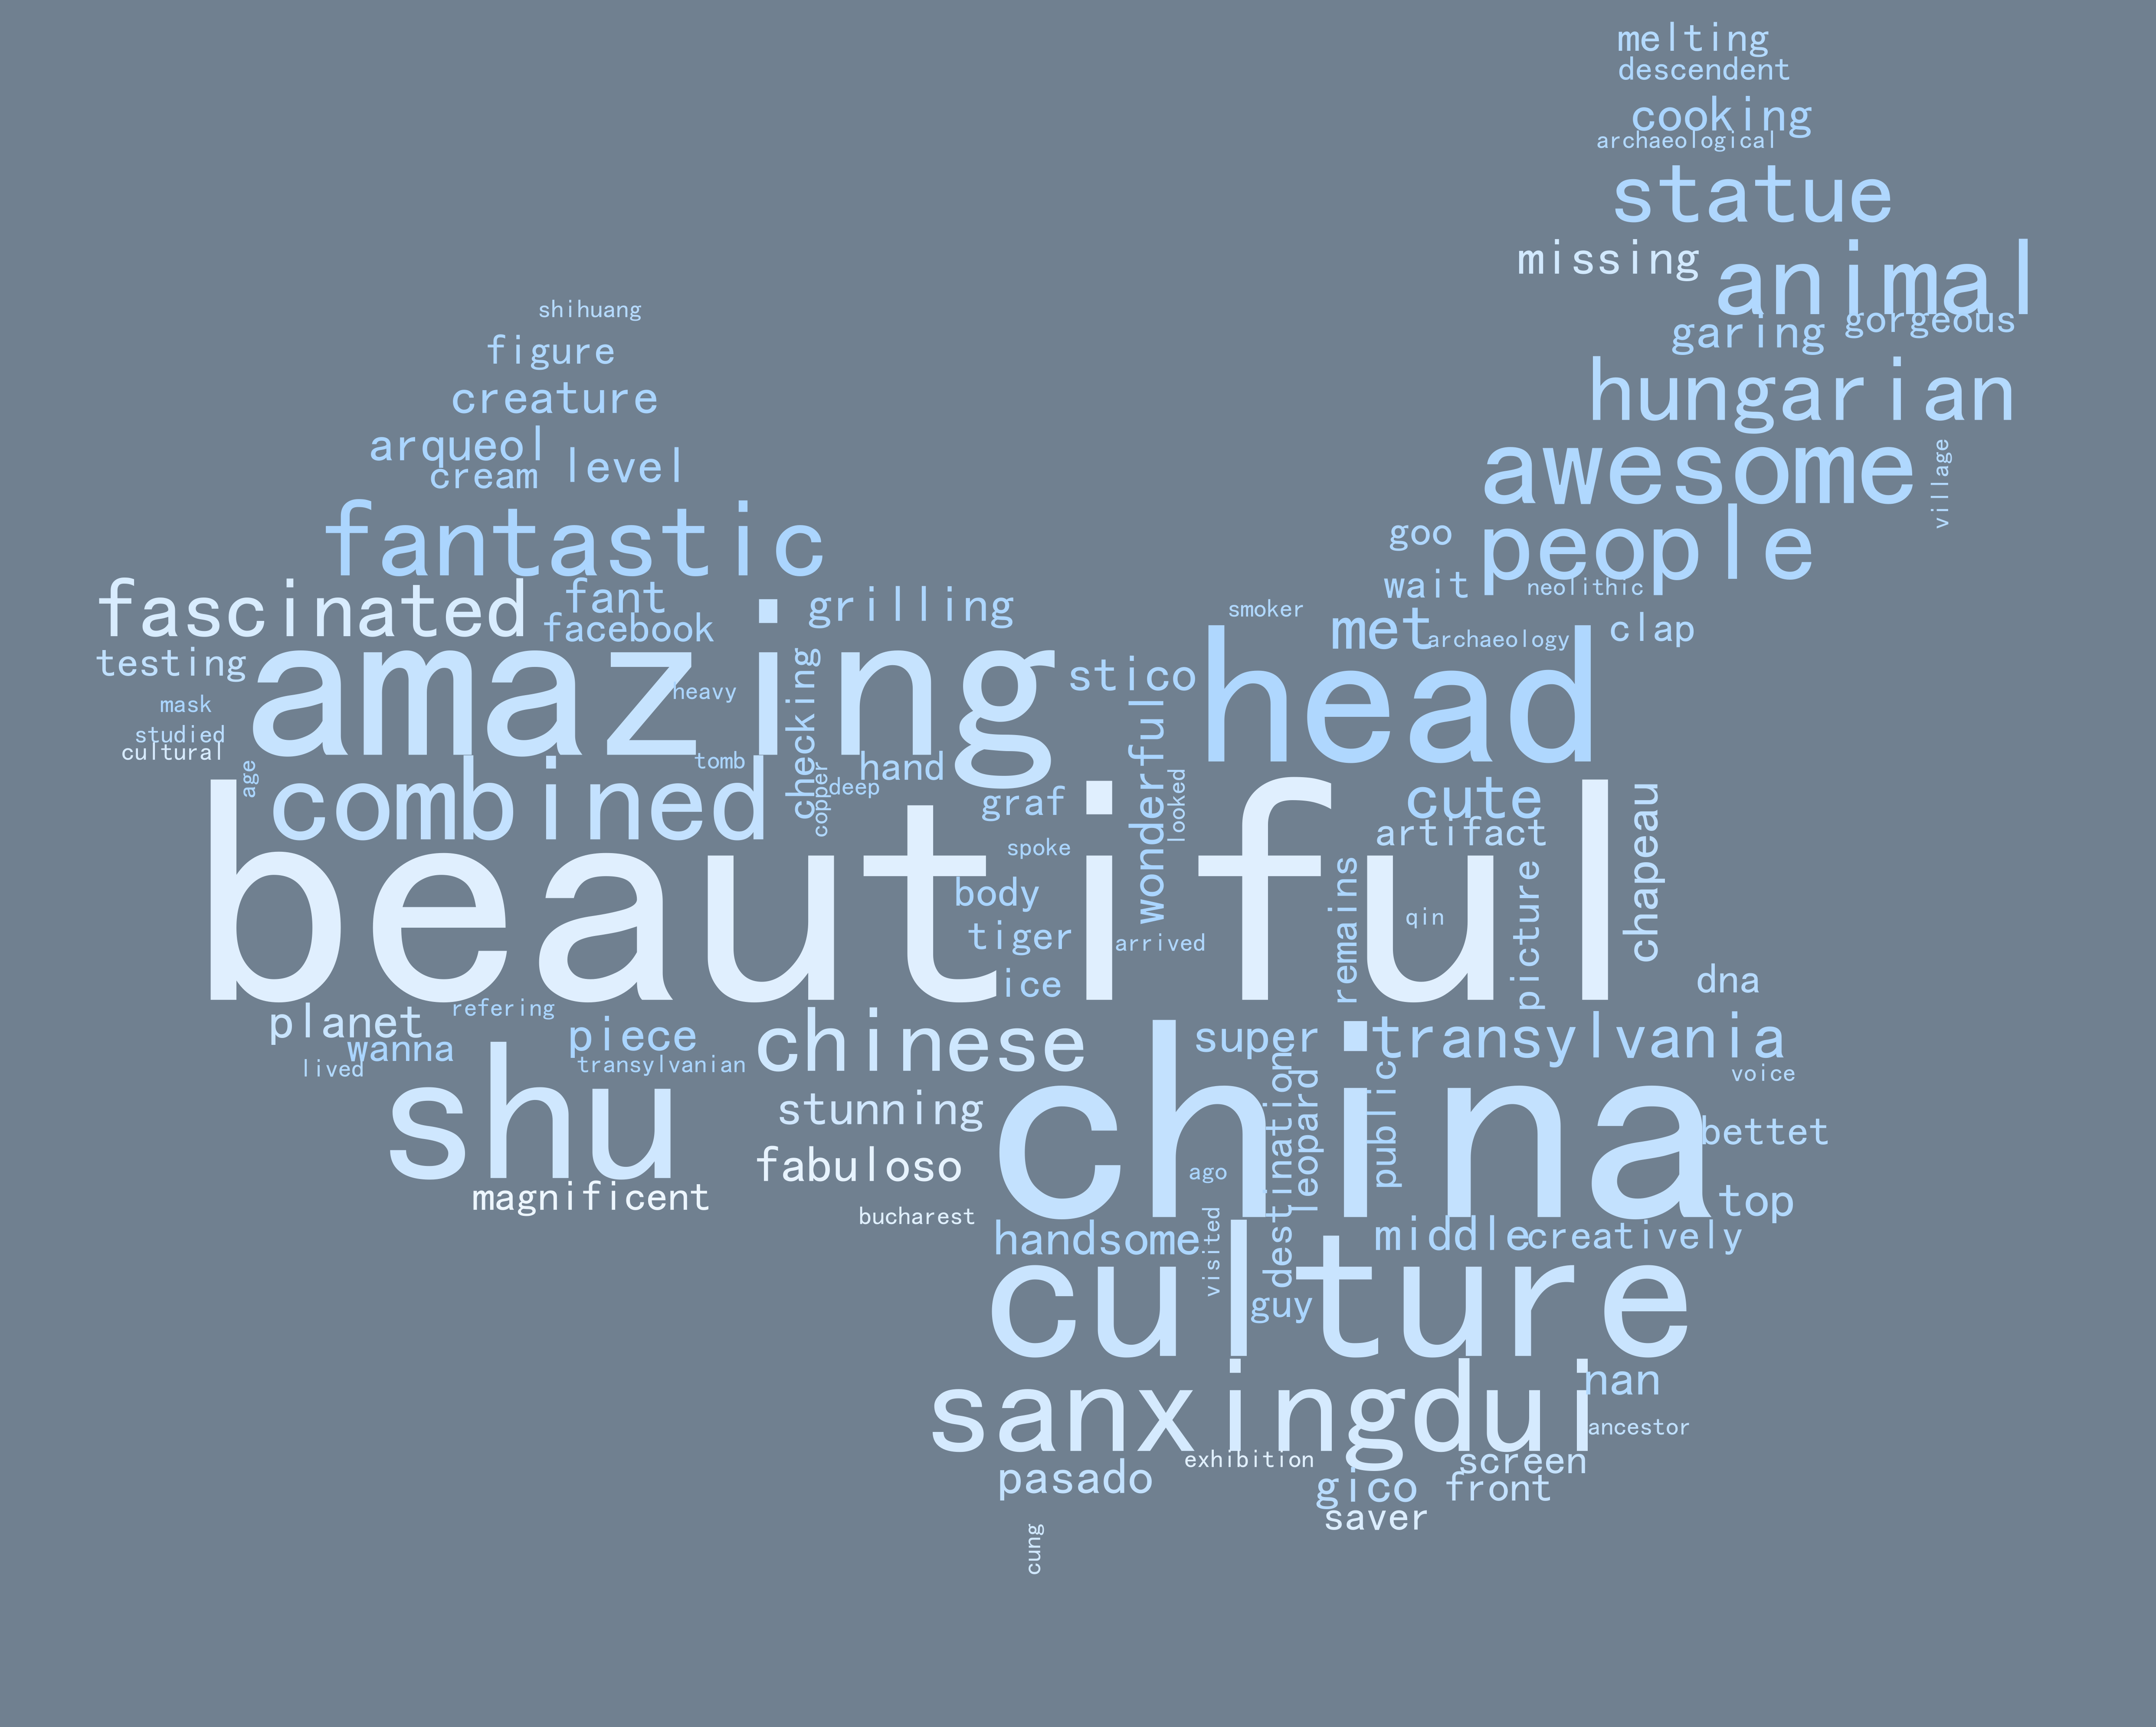 melting
descendent
cooking
archaeological
statue
missing
animal
shihuang
garing
gorgeous
figure
creature
hungarian
arqueol
level
cream
awesome
village
fantastic
goo
people
fascinated
fant
wait
neolithic
grilling
smoker
facebook
met
archaeology
clap
testing
amazing
stico
head
heavy
checking
mask
wonderful
studied
cultural
tomb
hand
age
combined
copper
deep
looked
graf
cute
artifact
chapeau
spoke
beautiful
body
remains
picture
qin
tiger
arrived
ice
dna
refering
planet
piece
chinese
super
transylvania
wanna
transylvanian
lived
destination
leopard
public
voice
shu
stunning
china
bettet
fabuloso
ago
magnificent
top
bucharest
handsome
visited
middle
creatively
culture
guy
sanxingdui
nan
ancestor
exhibition
screen
pasado
gico
front
saver
cung